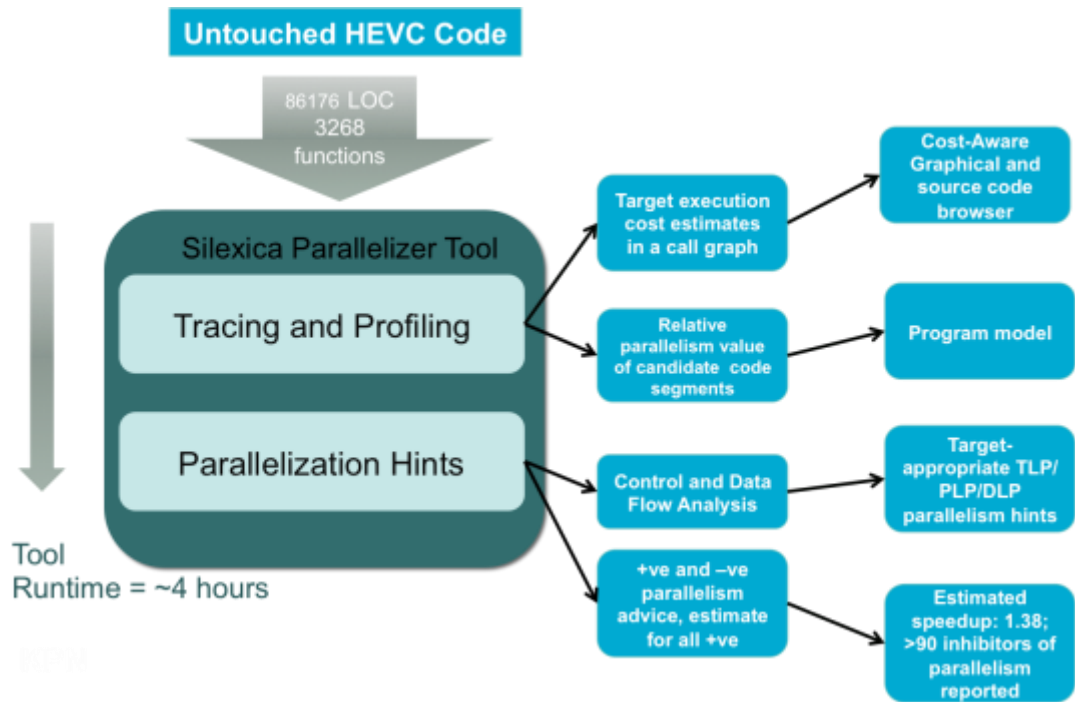 Untouched HEVC Code
86176 LOC
3268
functions
Silexica Parallelizer Tool
Tracing and Profiling
Parallelization Hints
Tool
Runtime = ~4 hours
Target execution
cost estimates
in a call graph
Cost-Aware
Graphical and
source code
browser
Relative
parallelism value
of candidate code
segments
Program model
Control and Data
Flow Analysis
Target-
appropriate TLP/
PLP/DLP
parallelism hints
+ve and –ve
parallelism
advice, estimate
for all +ve
Estimated
speedup: 1.38;
>90 inhibitors of
parallelism
reported